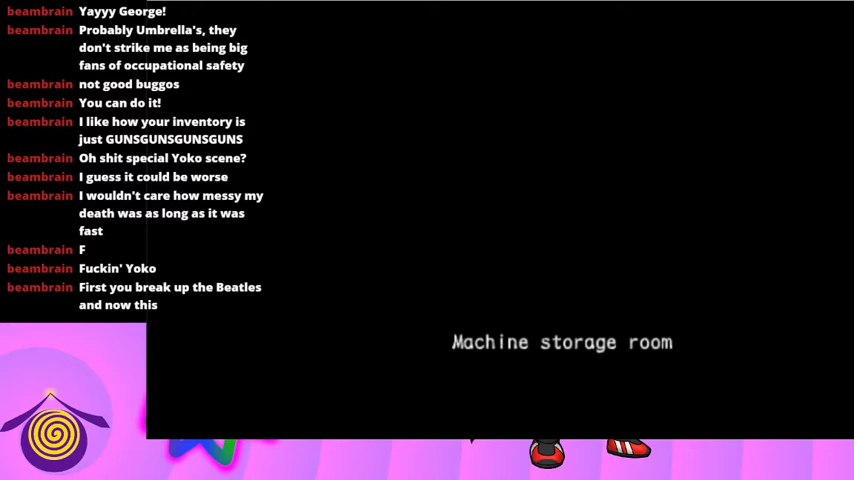 beambrain Yayyy George!
beambrain Probably Umbrella's, they
don't strike me as being big
fans of occupational safety
beambrain not good buggos
beambrain You can do it!
beambrain I like how your inventory is
just GUNSGUNSGUNSGUNS
beambrain Oh shit special Yoko scene?
beambrain I guess it could be worse
beambrain I wouldn't care how messy my
death was as long as it was
fast
beambrain F
beambrain Fuckin' Yoko
beambrain First you break up the Beatles
and now this
Machine storage room